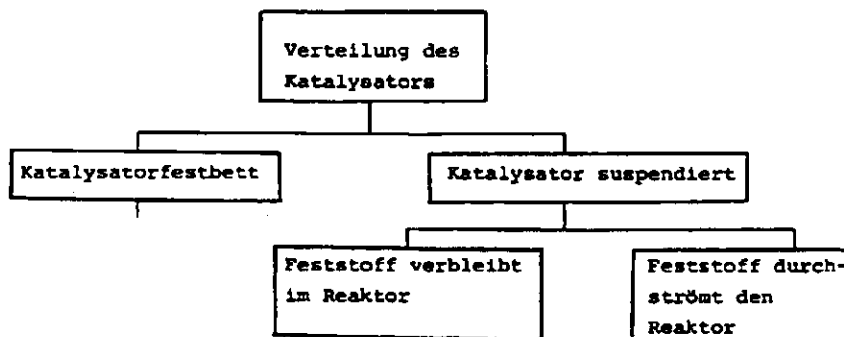 Verteilung des
Katalysators
Katalysatorfestbett
Katalysator suspendiert
Feststoff verbleibt
im Reaktor
Feststoff durch-
strömt den
Reaktor